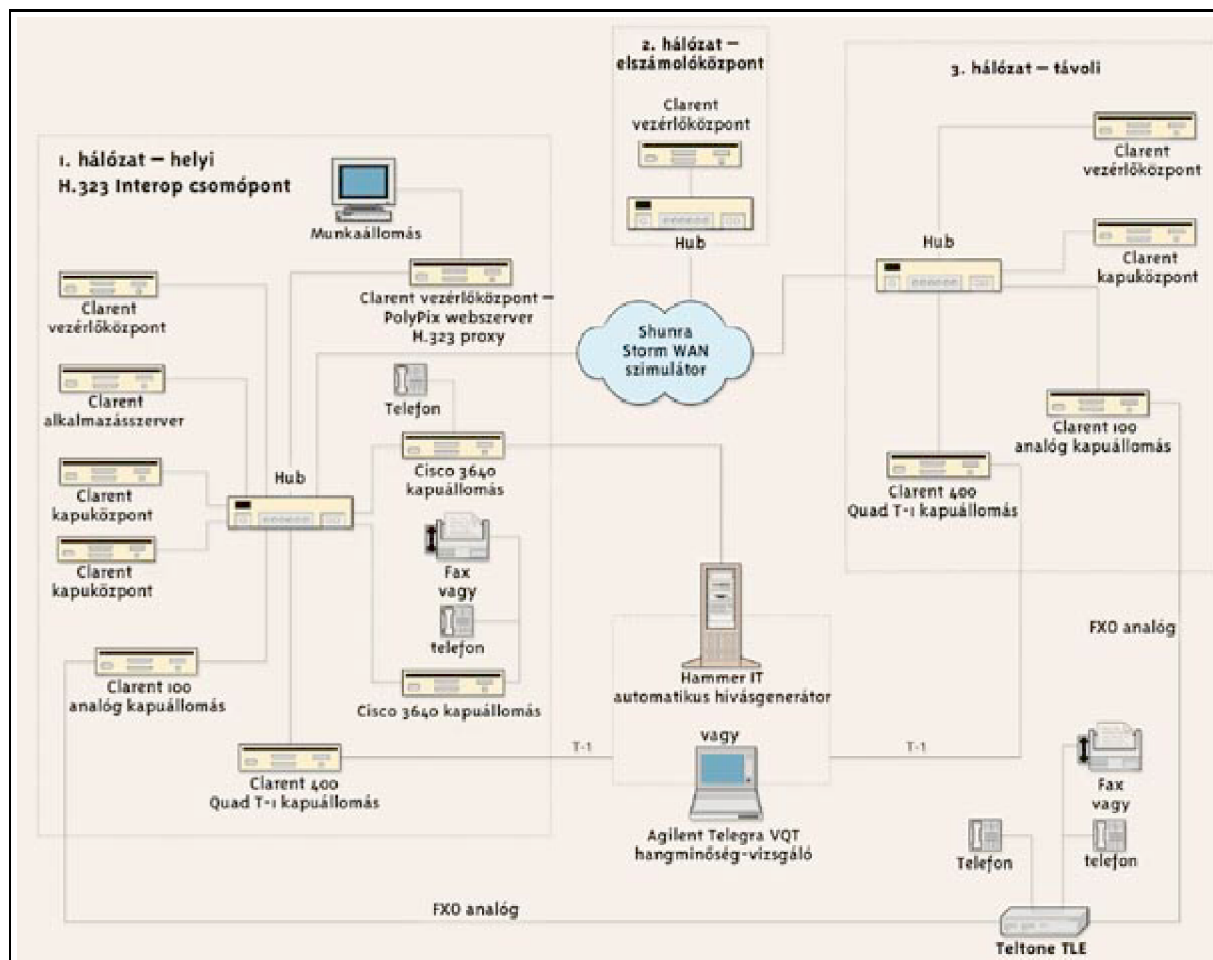 1. hálózat – helyi
H.323 Interop csomópont
Munkaállomás
Clarent
vezérlőközpont
Clarent vezérlőközpont –
PolyPix webszerver
H.323 proxy
Clarent
alkalmazásszerver
Telefon
Clarent
kapuközpont
Hub
Cisco 3640
kapuállomás
Clarent
kapuközpont
Fax
vagy
telefon
Clarent 100
analóg kapuállomás
Cisco 3640 kapuállomás
Clarent 400
Quad T-1 kapuállomás
2. hálózat –
elszámolóközpont
Clarent
vezérlőközpont
Hub
Shunra
Storm WAN
szimulátor
3. hálózat – távoli
Clarent
vezérlőközpont
Hub
Clarent
kapuközpont
Clarent 100
analóg kapuállomás
Clarent 400
Quad T-1 kapuállomás
Hammer IT
automatikus hívásgenerátor
vagy
T-1
T-1
Agilent Telegra VQT
hangminőség-vizsgáló
FXO analóg
Fax
vagy
telefon
Telefon
FXO analóg
Teltone TLE